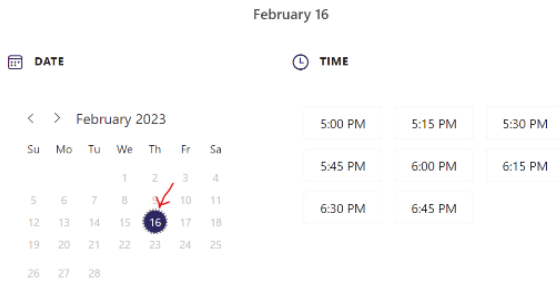 February 16
DATE
TIME
February 2023
Su Mo Tu We Th Fr Sa
1 2 3 4
5 6 7 8 9 10 11
12 13 14 15 16 17 18
19 20 21 22 23 24 25
26 27 28
5:00 PM 5:15 PM 5:30 PM
5:45 PM 6:00 PM 6:15 PM
6:30 PM 6:45 PM